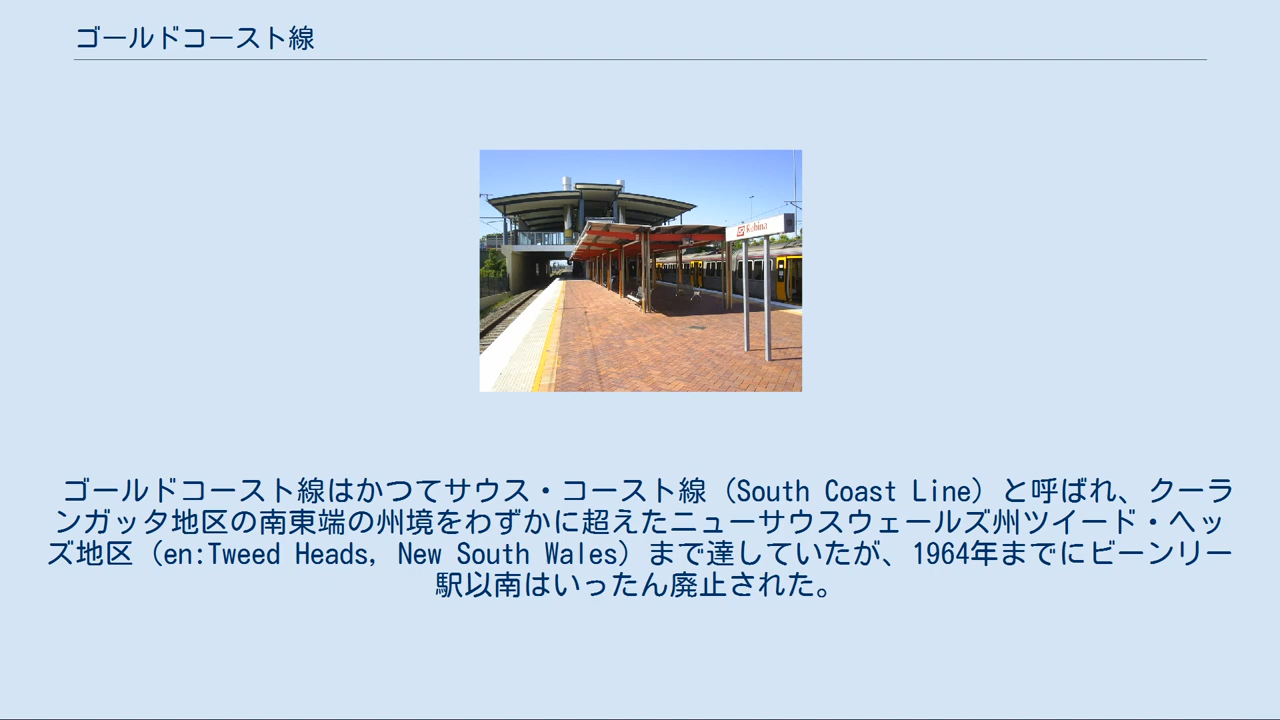 ゴールドコースト線
Robina
ゴールドコースト線はかつてサウス・コースト線（South Coast Line）と呼ばれ、クーラ
ンガッタ地区の南東端の州境をわずかに超えたニューサウスウェールズ州ツイード・ヘッ
ズ地区（en:Tweed Heads, New South Wales）まで達していたが、1964年までにビーンリー
駅以南はいったん廃止された。